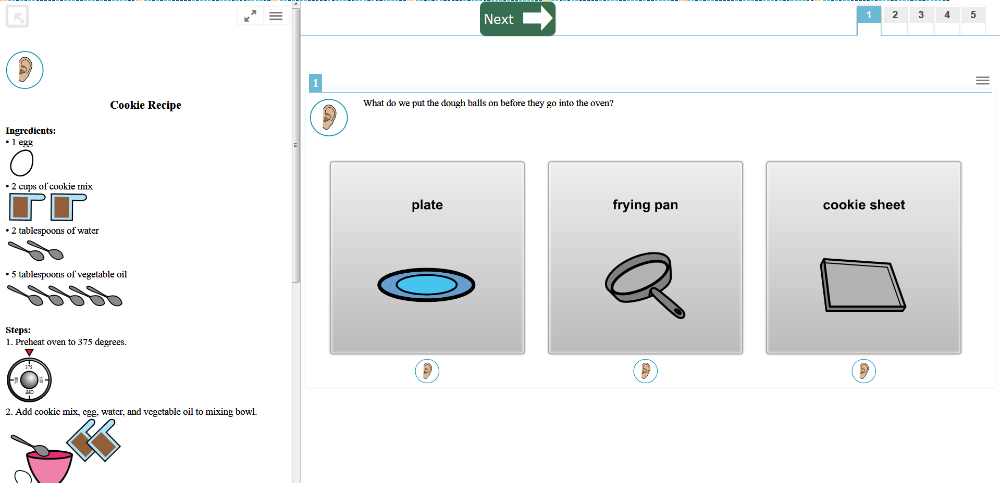 Next
1 2 3 4 5
Cookie Recipe
Ingredients:
• 1 egg
• 2 cups of cookie mix
• 2 tablespoons of water
• 5 tablespoons of vegetable oil
Steps:
1. Preheat oven to 375 degrees.
375
200
500
OFF
2. Add cookie mix, egg, water, and vegetable oil to mixing bowl.
1
What do we put the dough balls on before they go into the oven?
plate
frying pan
cookie sheet